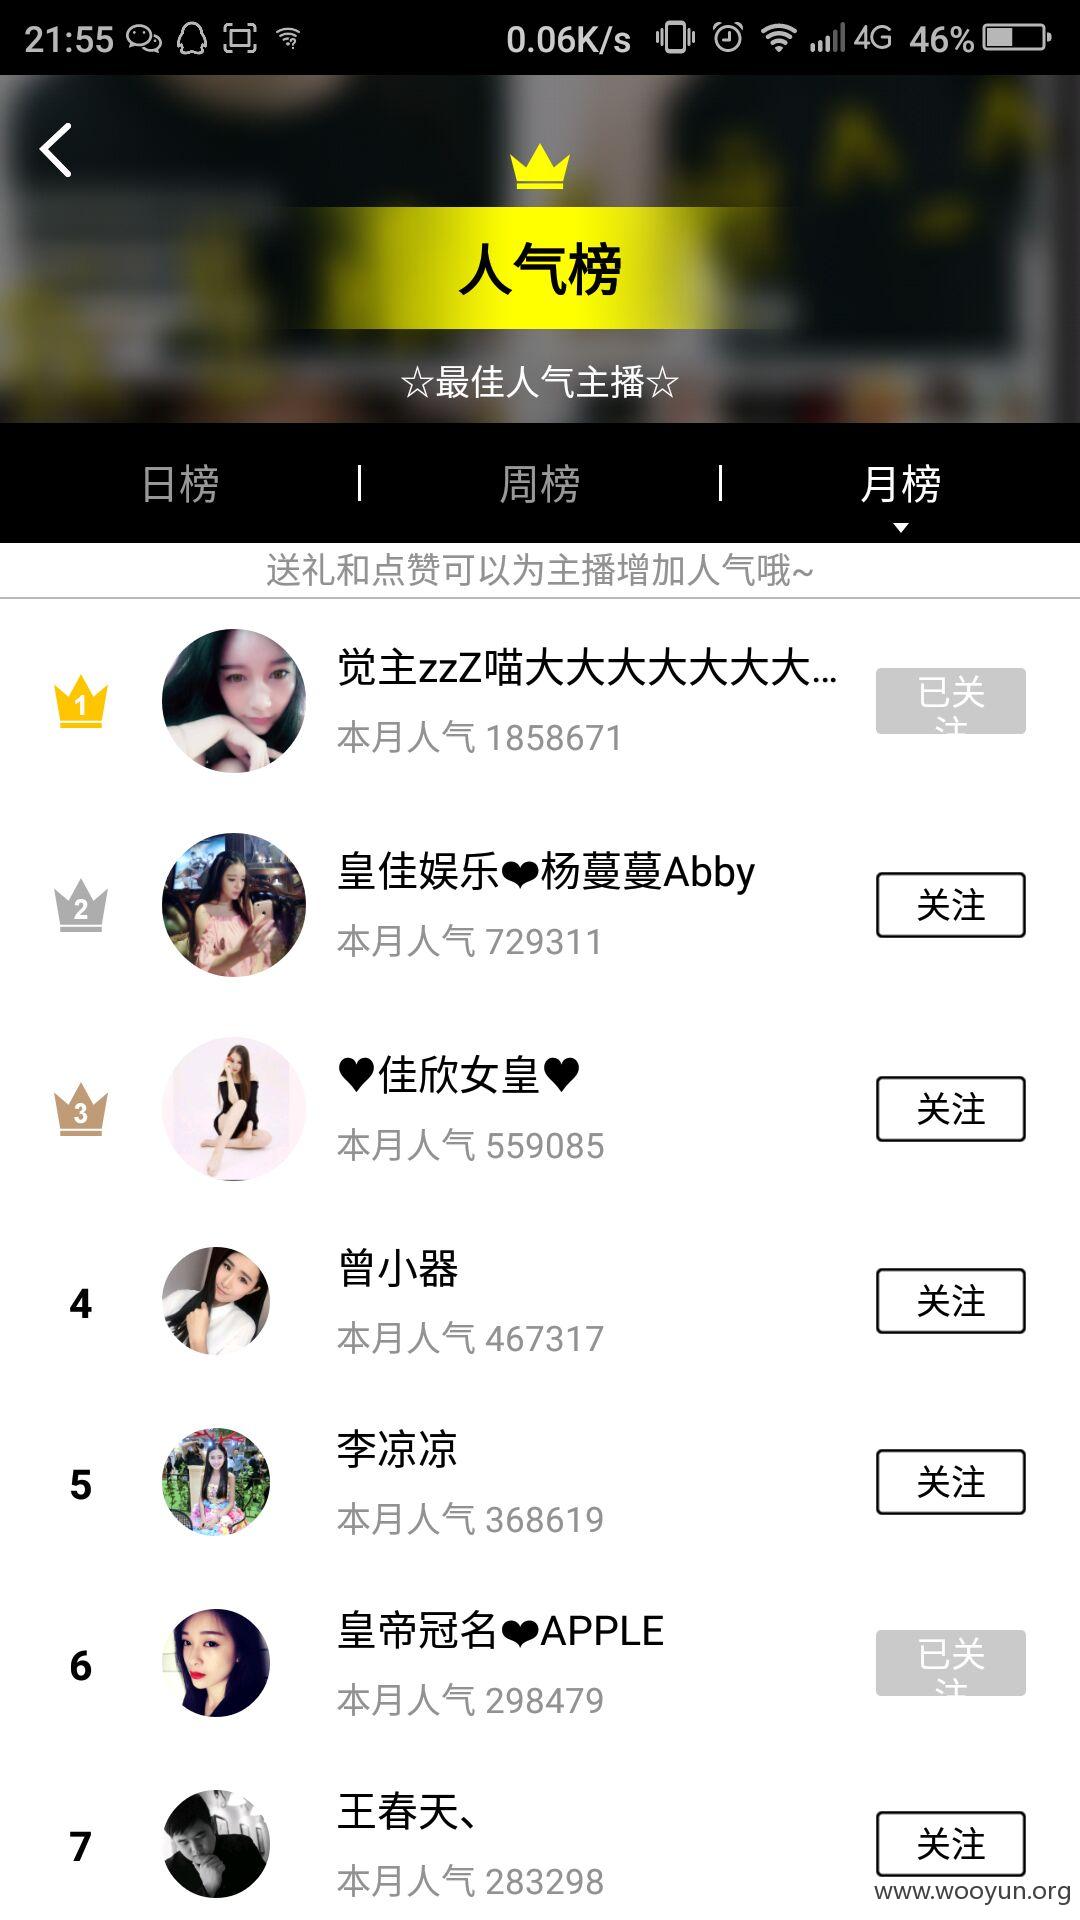 21:55 0.06K/s 4G 46%
人气榜
☆最佳人气主播☆
日榜 周榜 月榜
送礼和点赞可以为主播增加人气哦~
1 觉主zzZ喵大大大大大大大... 已关注
本月人气 1858671
2 皇佳娱乐❤杨蔓蔓Abby 关注
本月人气 729311
3 ♥佳欣女皇♥ 关注
本月人气 559085
4 曾小器 关注
本月人气 467317
5 李凉凉 关注
本月人气 368619
6 皇帝冠名❤APPLE 已关注
本月人气 298479
7 王春天、 关注
本月人气 283298
www.wooyun.org